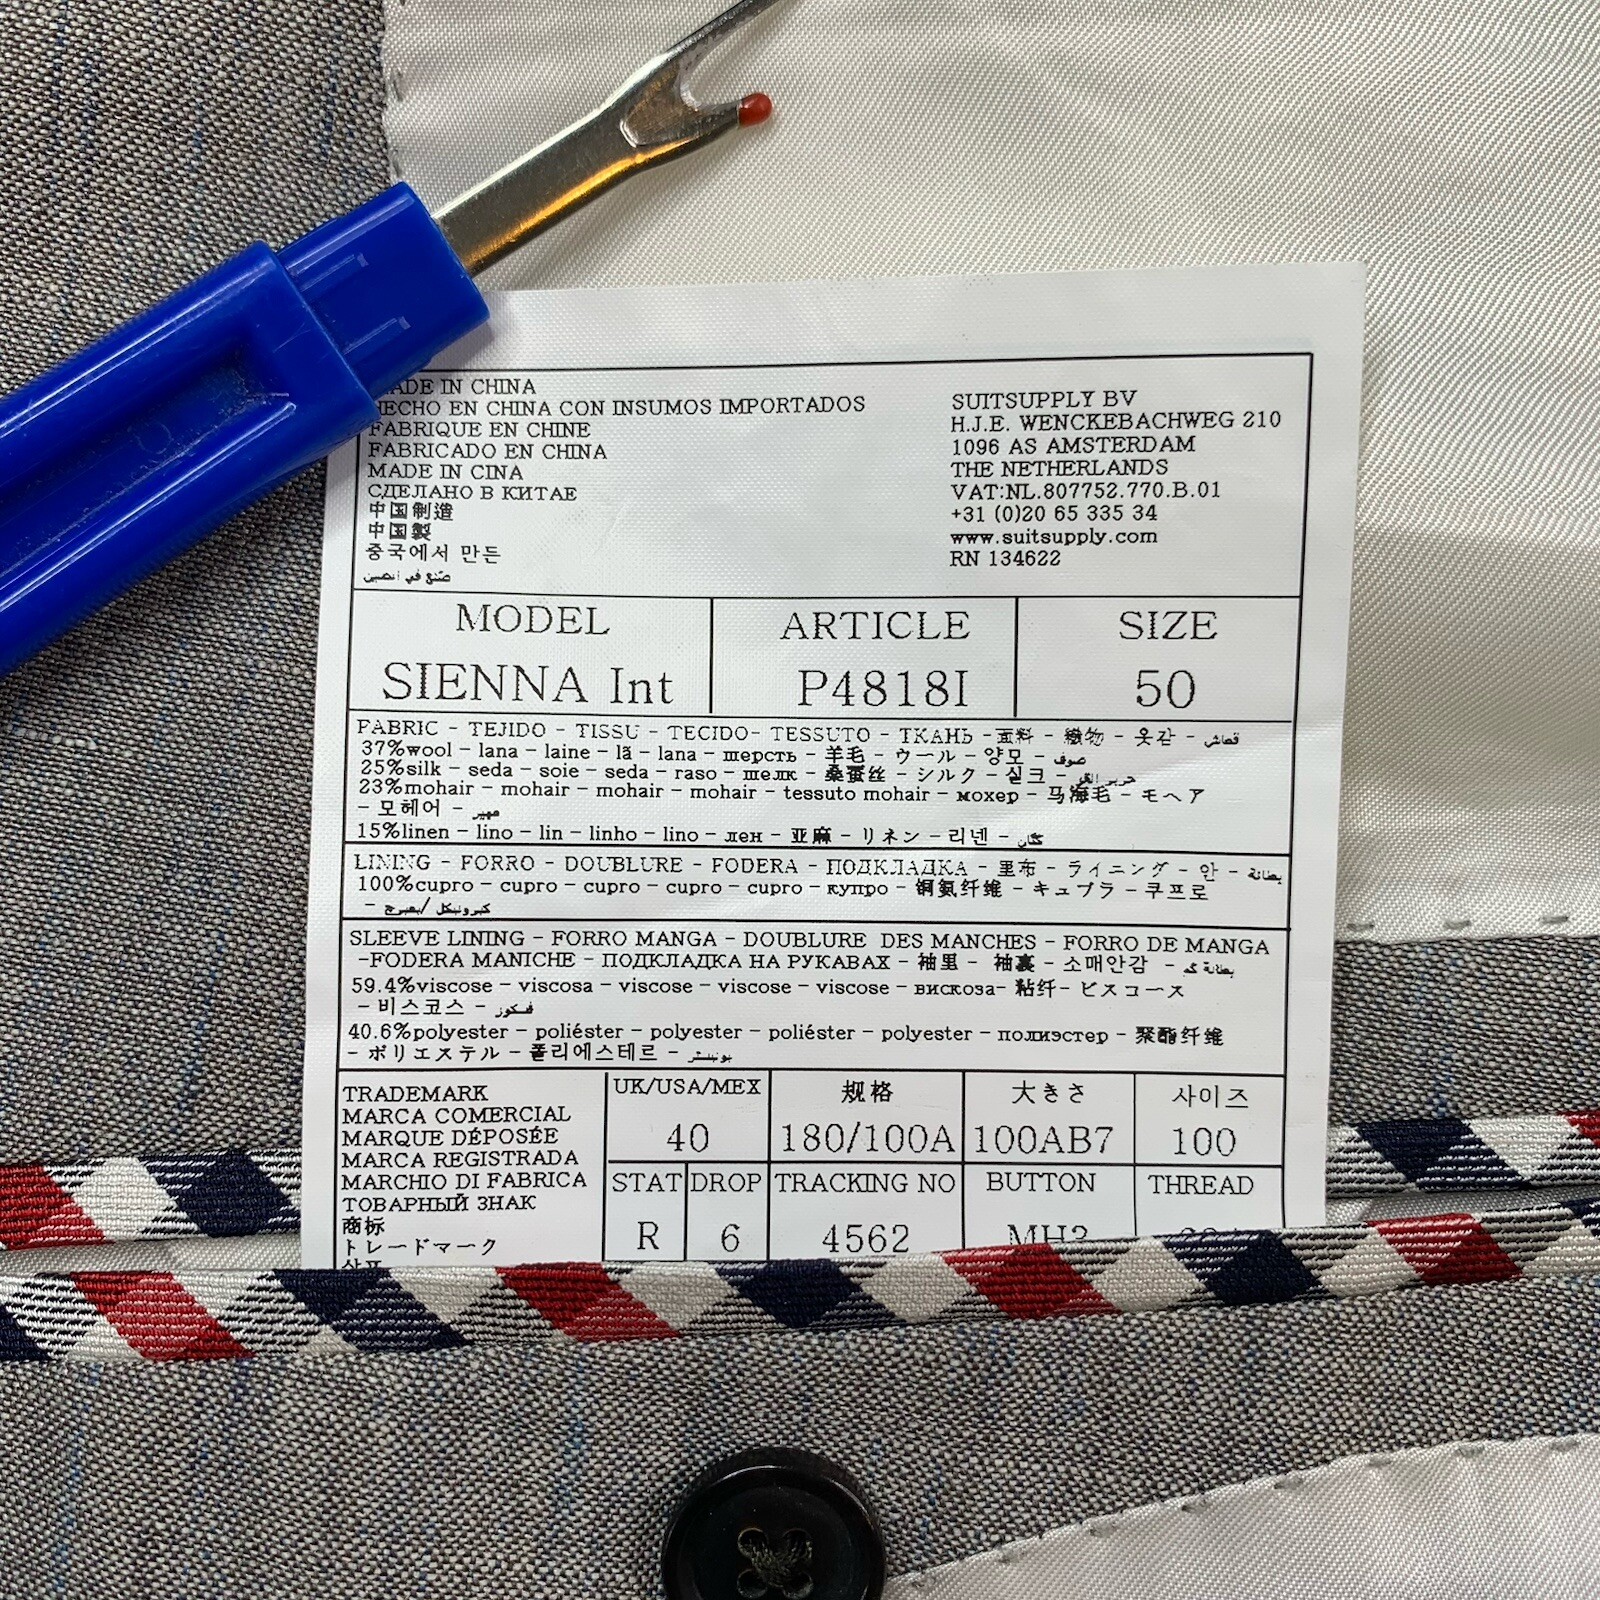 ADE IN CHINA
HECHO EN CHINA CON INSUMOS IMPORTADOS
FABRIQUE EN CHINE
FABRICADO EN CHINA
MADE IN CINA
СДЕЛАНО В КИТАЕ
中国制造
中国製
중국에서 만든
صنع في الصين
SUITSUPPLY BV
H.J.E. WENCKEBACHWEG 210
1096 AS AMSTERDAM
THE NETHERLANDS
VAT:NL.807752.770.B.01
+31 (0)20 65 335 34
www.suitsupply.com
RN 134622
MODEL
SIENNA Int
ARTICLE
P4818I
SIZE
50
FABRIC - TEJIDO - TISSU - TECIDO- TESSUTO - ТКАНЬ -面料 - 織物 - 옷감 - قماش
37%wool - lana - laine - lã - lana - шерсть - 羊毛 - ウール - 양모 - صوف
25%silk - seda - soie - seda - raso - шелк - 桑蚕丝 - シルク - 실크 -
23%mohair - mohair - mohair - mohair - tessuto mohair - мохер - 马海毛 - モヘア
- 모헤어 - مهير
15%linen - lino - lin - linho - lino - лен - 亚麻 - リネン - 리넨 - كتان
LINING - FORRO - DOUBLURE - FODERA - ПОДКЛАДКА - 里布 - ライニング - 안 - بطانة
100%cupro - cupro - cupro - cupro - cupro - купро - 铜氨纤维 - キュプラ - 쿠프로
-
SLEEVE LINING - FORRO MANGA - DOUBLURE DES MANCHES - FORRO DE MANGA
-FODERA MANICHE - ПОДКЛАДКА НА РУКАВАХ - 袖里 - 袖裏 - 소매안감 - بطانة كم
59.4%viscose - viscosa - viscose - viscose - viscose - вискоза- 粘纤- ビスコース
- 비스코스 - فسكوز
40.6%polyester - poliéster - polyester - poliéster - polyester - полиэстер - 聚酯纤维
- ポリエステル - 폴리에스테르 -
TRADEMARK
MARCA COMERCIAL
MARQUE DÉPOSÉE
MARCA REGISTRADA
MARCHIO DI FABRICA
ТОВАРНЫЙ ЗНАК
商标
トレードマーク
UK/USA/MEX
40
规格
180/100A
大きさ
100AB7
사이즈
100
STAT
R
DROP
6
TRACKING NO
4562
BUTTON
MH3
THREAD